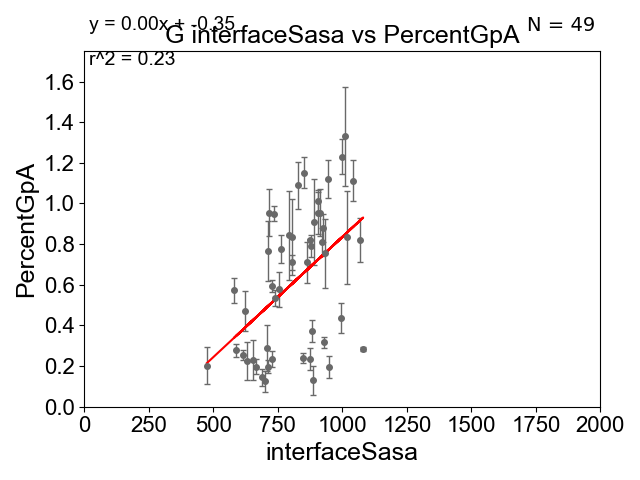 y = 0.00x + -0.35
N = 49
G interfaceSasa vs PercentGpA
r^2 = 0.23
PercentGpA
1.6
1.4
1.2
1.0
0.8
0.6
0.4
0.2
0.0
0 250 500 750 1000 1250 1500 1750 2000
interfaceSasa